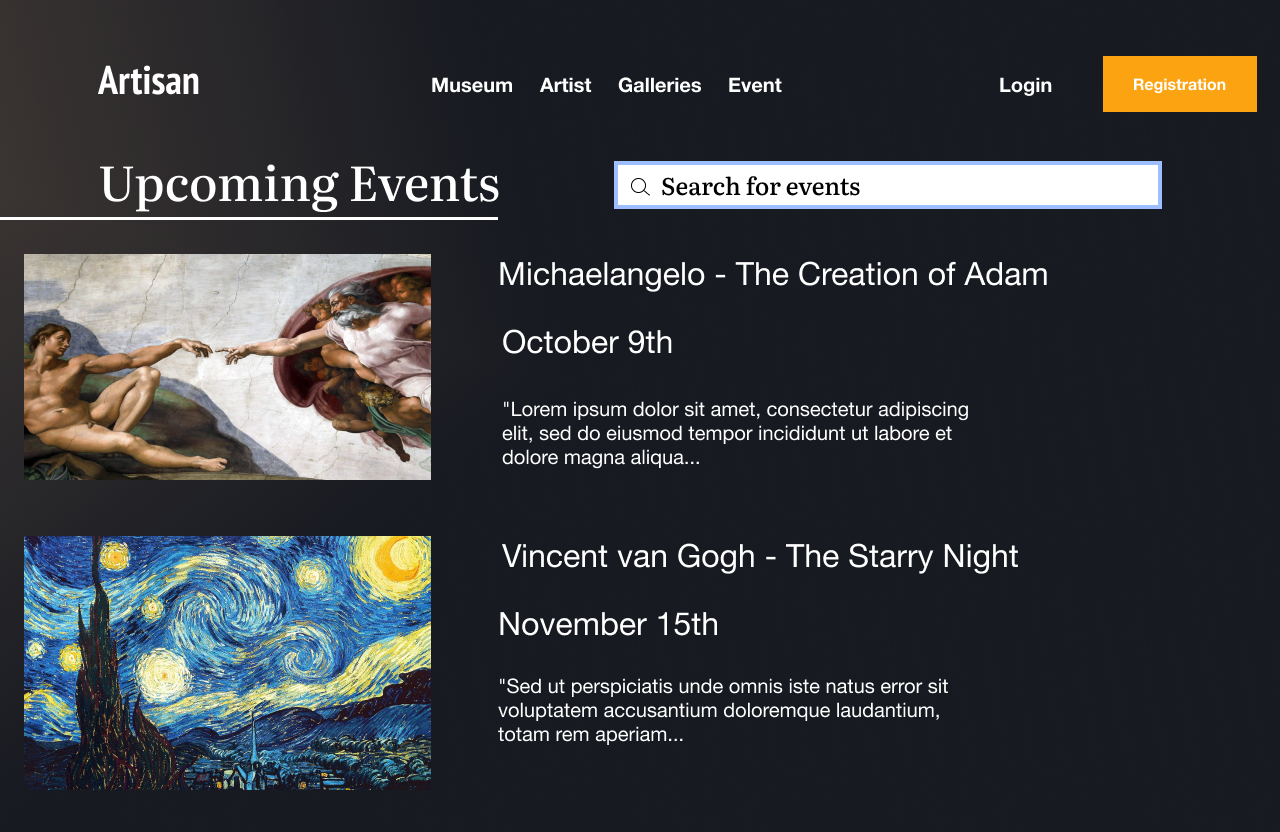 Artisan
Museum Artist Galleries Event
Login
Registration
Upcoming Events
Search for events
Michaelangelo - The Creation of Adam
October 9th
"Lorem ipsum dolor sit amet, consectetur adipiscing
elit, sed do eiusmod tempor incididunt ut labore et
dolore magna aliqua...
Vincent van Gogh - The Starry Night
November 15th
"Sed ut perspiciatis unde omnis iste natus error sit
voluptatem accusantium doloremque laudantium,
totam rem aperiam...